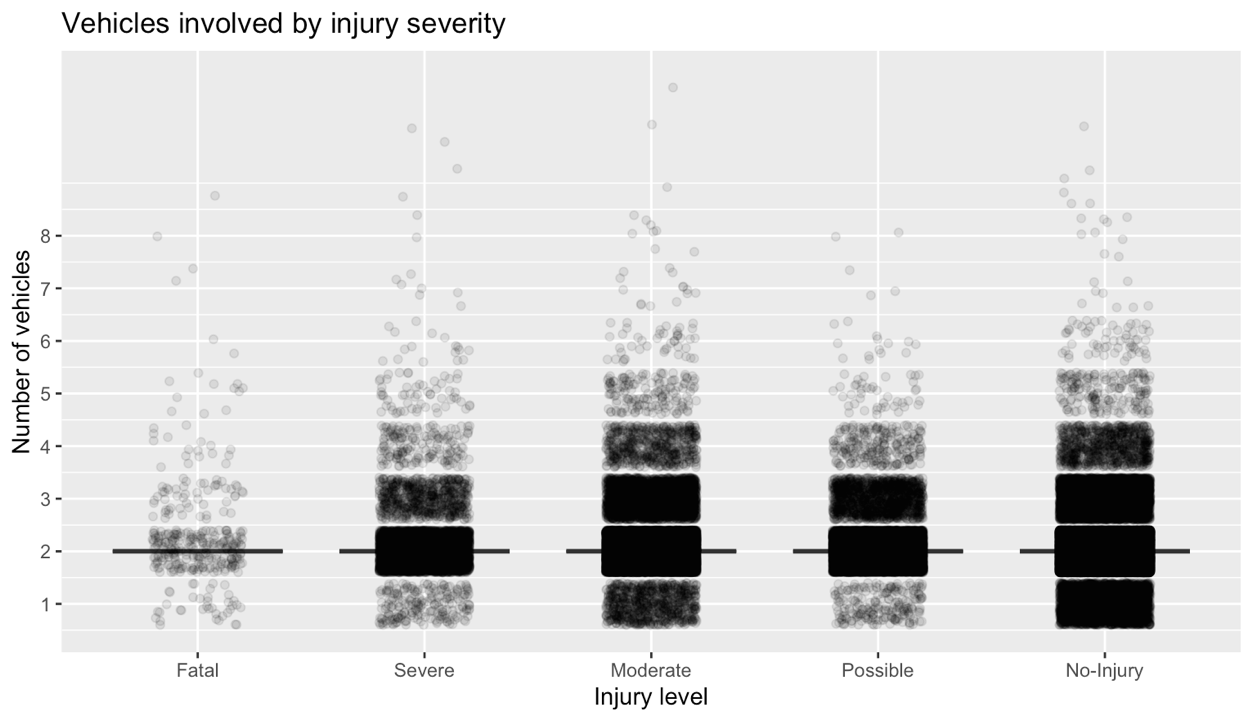 Vehicles involved by injury severity
Number of vehicles
8
7
6
5
4
3
2
1
Fatal Severe Moderate Possible No-Injury
Injury level